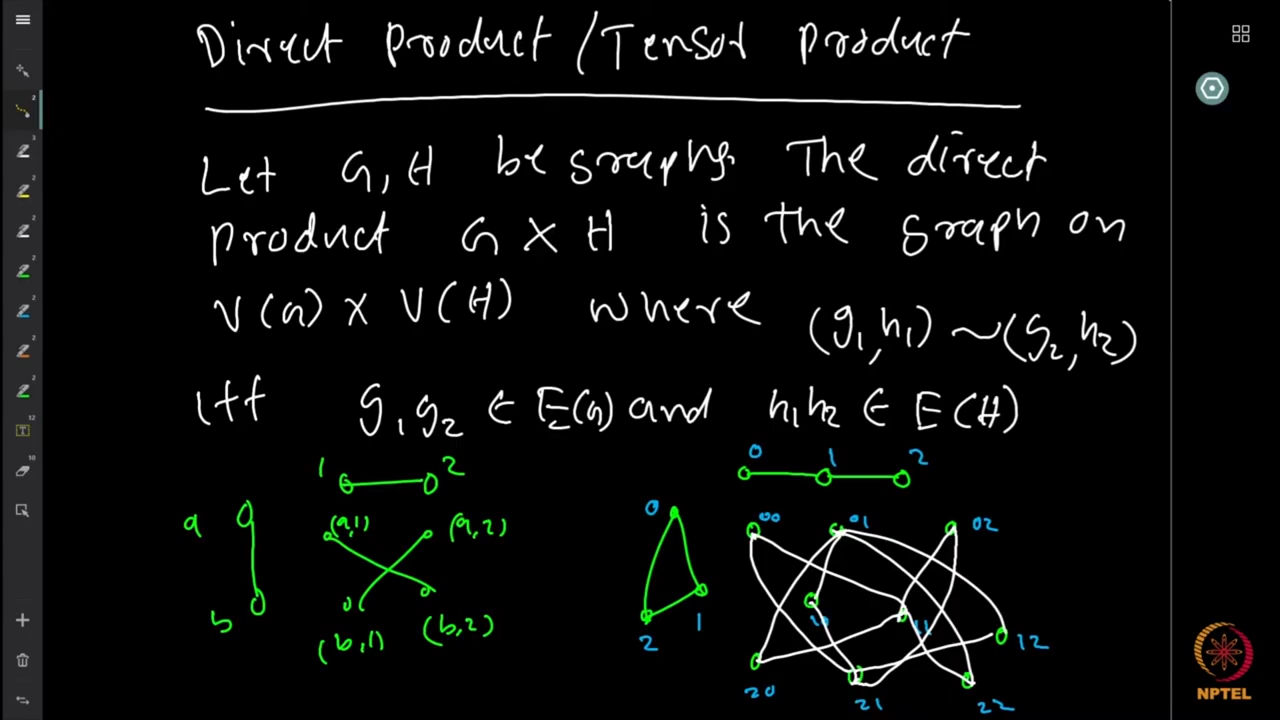 Direct Product / Tensor Product
Let G, H be graphs. The direct
product G X H is the graph on
V(G) X V(H) where (g1,h1) ~ (g2,h2)
iff g1g2 ∈ E(G) and h1h2 ∈ E(H)
1 2
0 1 2
a (a,1) (a,2)
0 00 01 02
b (b,1) (b,2)
2 1 10 11 12
20 21 22
NPTEL